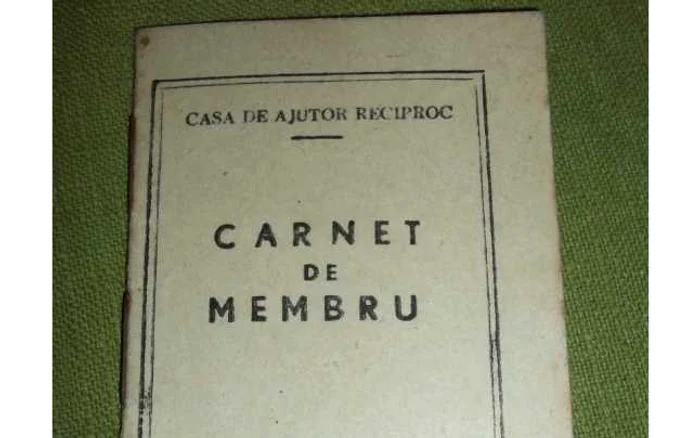 CASA DE AJUTOR RECIPROC
CARNET
DE
MEMBRU